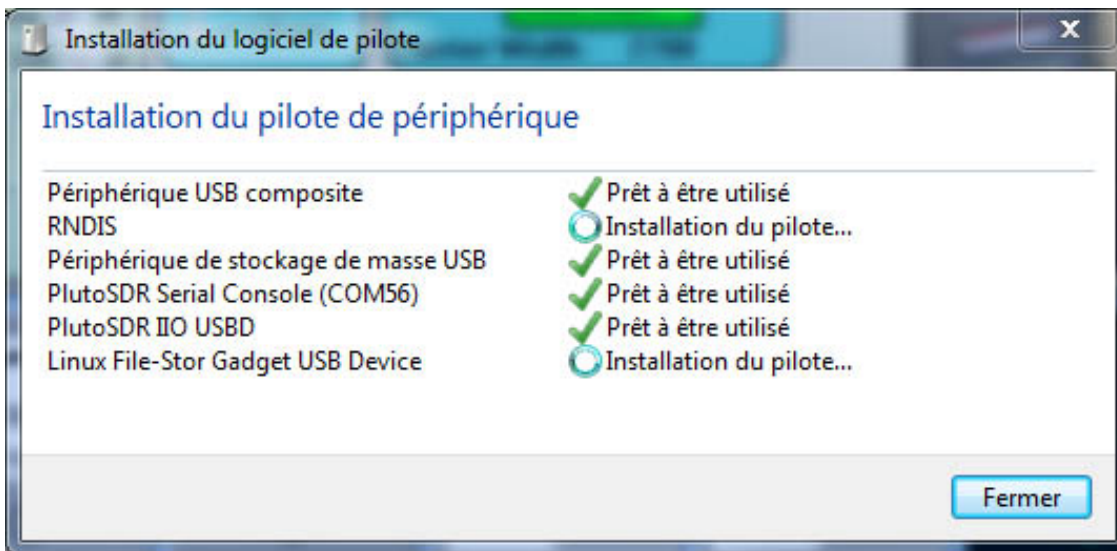 Installation du logiciel de pilote
x
Installation du pilote de périphérique
Périphérique USB composite Prêt à être utilisé
RNDIS Installation du pilote...
Périphérique de stockage de masse USB Prêt à être utilisé
PlutoSDR Serial Console (COM56) Prêt à être utilisé
PlutoSDR IIO USBD Prêt à être utilisé
Linux File-Stor Gadget USB Device Installation du pilote...
Fermer